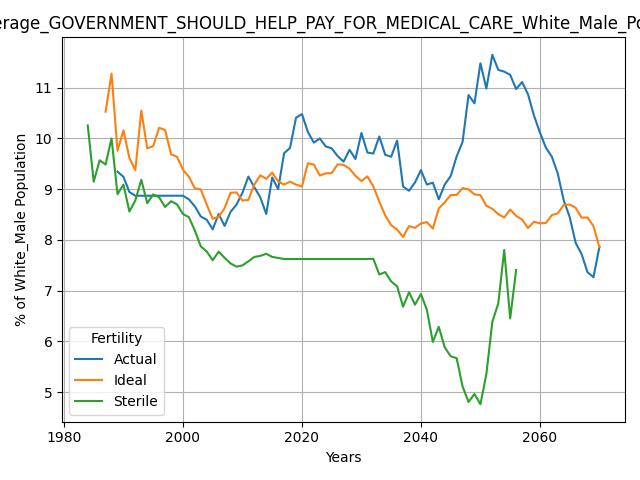 erage_GOVERNMENT_SHOULD_HELP_PAY_FOR_MEDICAL_CARE_White_Male_Po
11
10
9
8
7
6
5
% of White_Male Population
Fertility
Actual
Ideal
Sterile
1980
2000
2020
2040
2060
Years